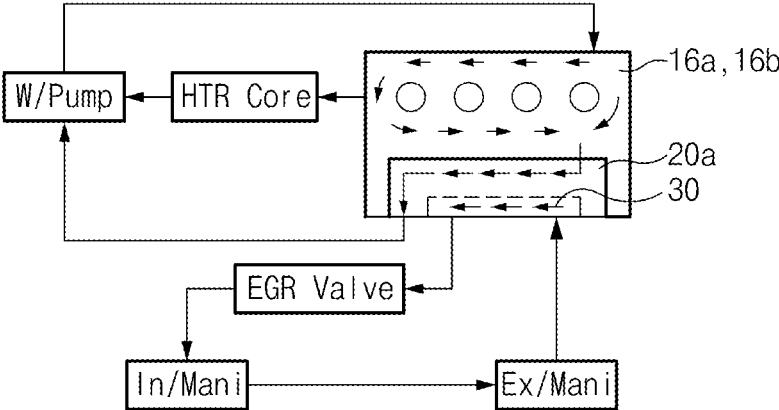 16a, 16b
W/Pump
HTR Core
20a
30
EGR Valve
In/Mani
Ex/Mani